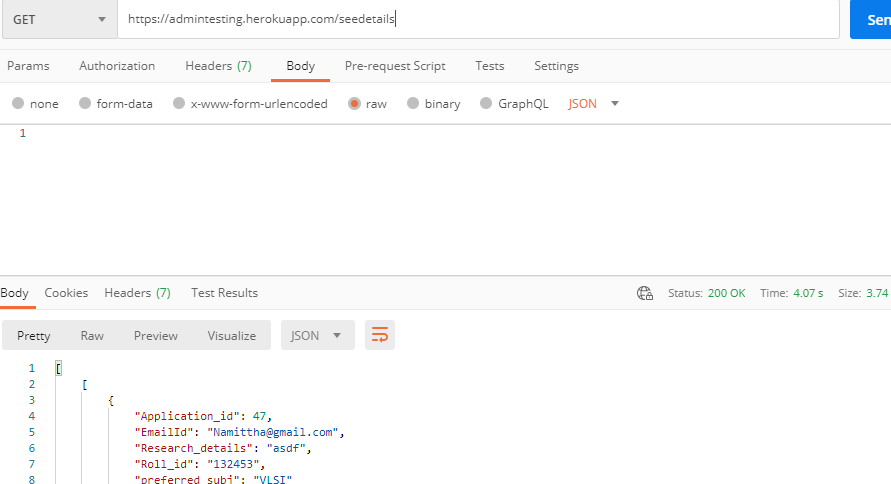 GET https://admintesting.herokuapp.com/seedetails Sen
Params Authorization Headers (7) Body Pre-request Script Tests Settings
none form-data x-www-form-urlencoded raw binary GraphQL JSON
1
Body Cookies Headers (7) Test Results Status: 200 OK Time: 4.07 s Size: 3.74
Pretty Raw Preview Visualize JSON
1 [
2 [
3 {
4 "Application_id": 47,
5 "EmailId": "Namittha@gmail.com",
6 "Research_details": "asdf",
7 "Roll_id": "132453",
8 "preferred_subj": "VLSI"